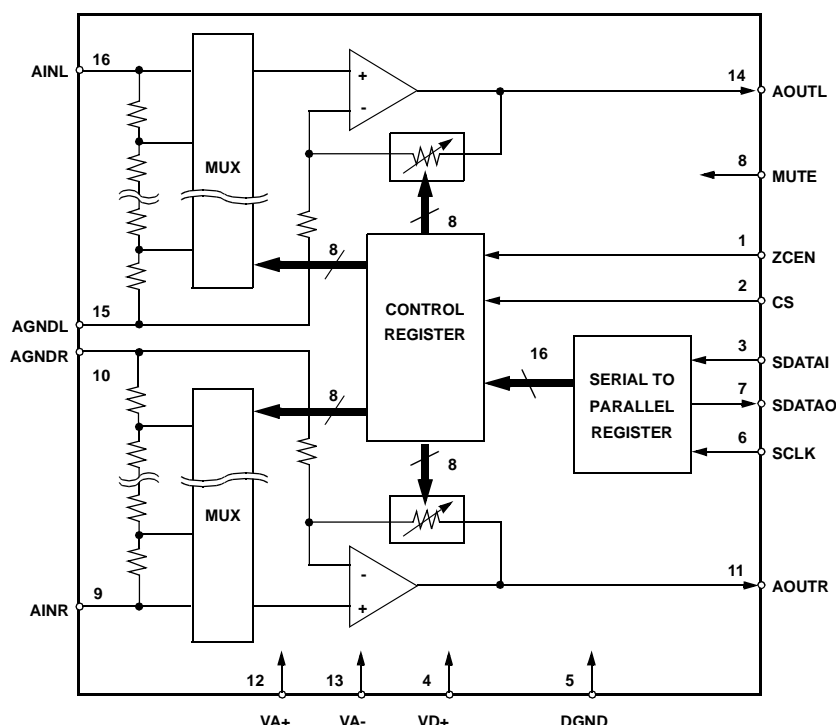 AINL
16
MUX
+
-
14
AOUTL
8
MUTE
8
8
1
ZCEN
2
CS
CONTROL
REGISTER
15
AGNDL
AGNDR
10
16
3
SDATAI
SERIAL TO
PARALLEL
REGISTER
7
SDATAO
6
SCLK
8
8
MUX
-
+
11
AOUTR
9
AINR
12
13
4
5
VA+
VA-
VD+
DGND